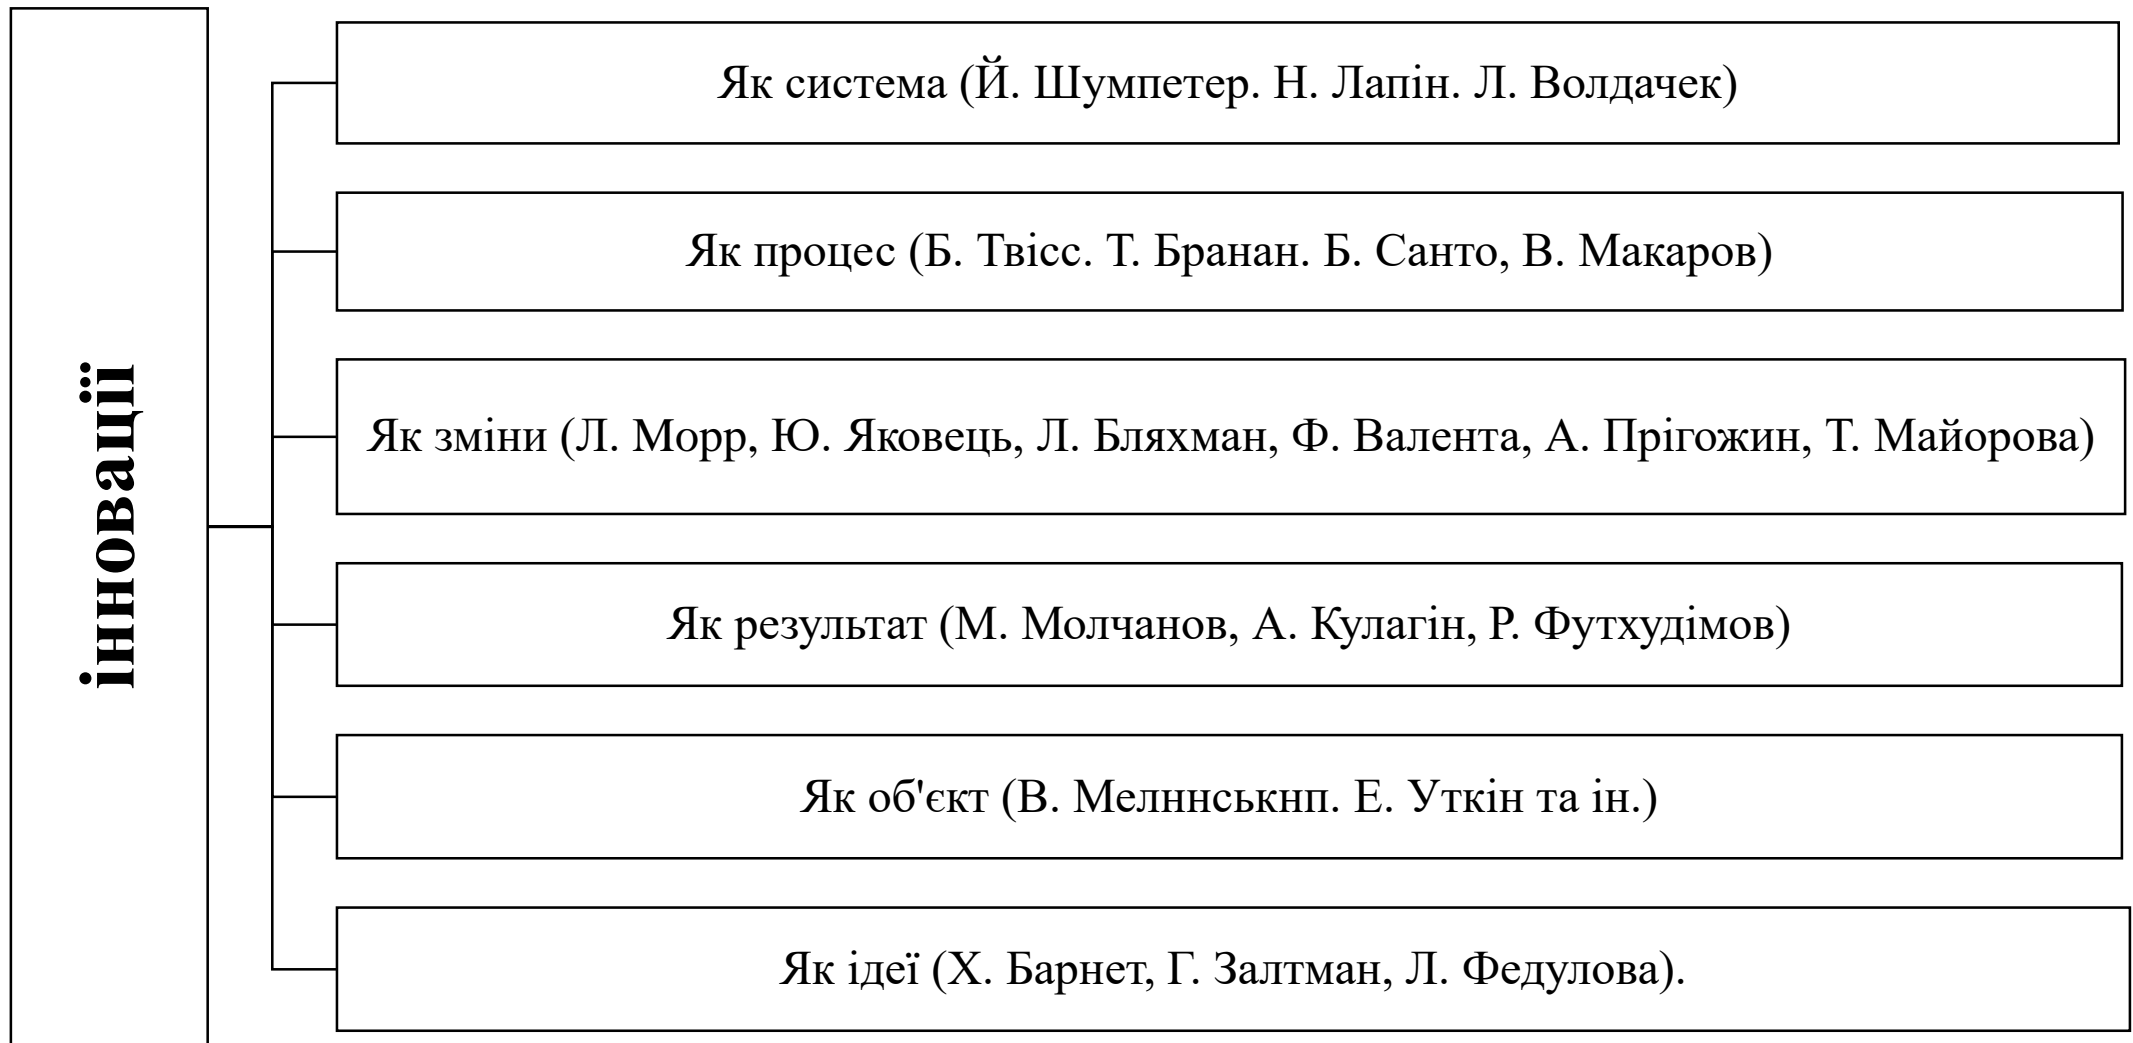 інновації
Як система (Й. Шумпетер. Н. Лапін. Л. Волдачек)
Як процес (Б. Твісс. Т. Бранан. Б. Санто, В. Макаров)
Як зміни (Л. Морр, Ю. Яковець, Л. Бляхман, Ф. Валента, А. Прігожин, Т. Майорова)
Як результат (М. Молчанов, А. Кулагін, Р. Футхудімов)
Як об'єкт (В. Мелннськнп. Е. Уткін та ін.)
Як ідеї (Х. Барнет, Г. Залтман, Л. Федулова).